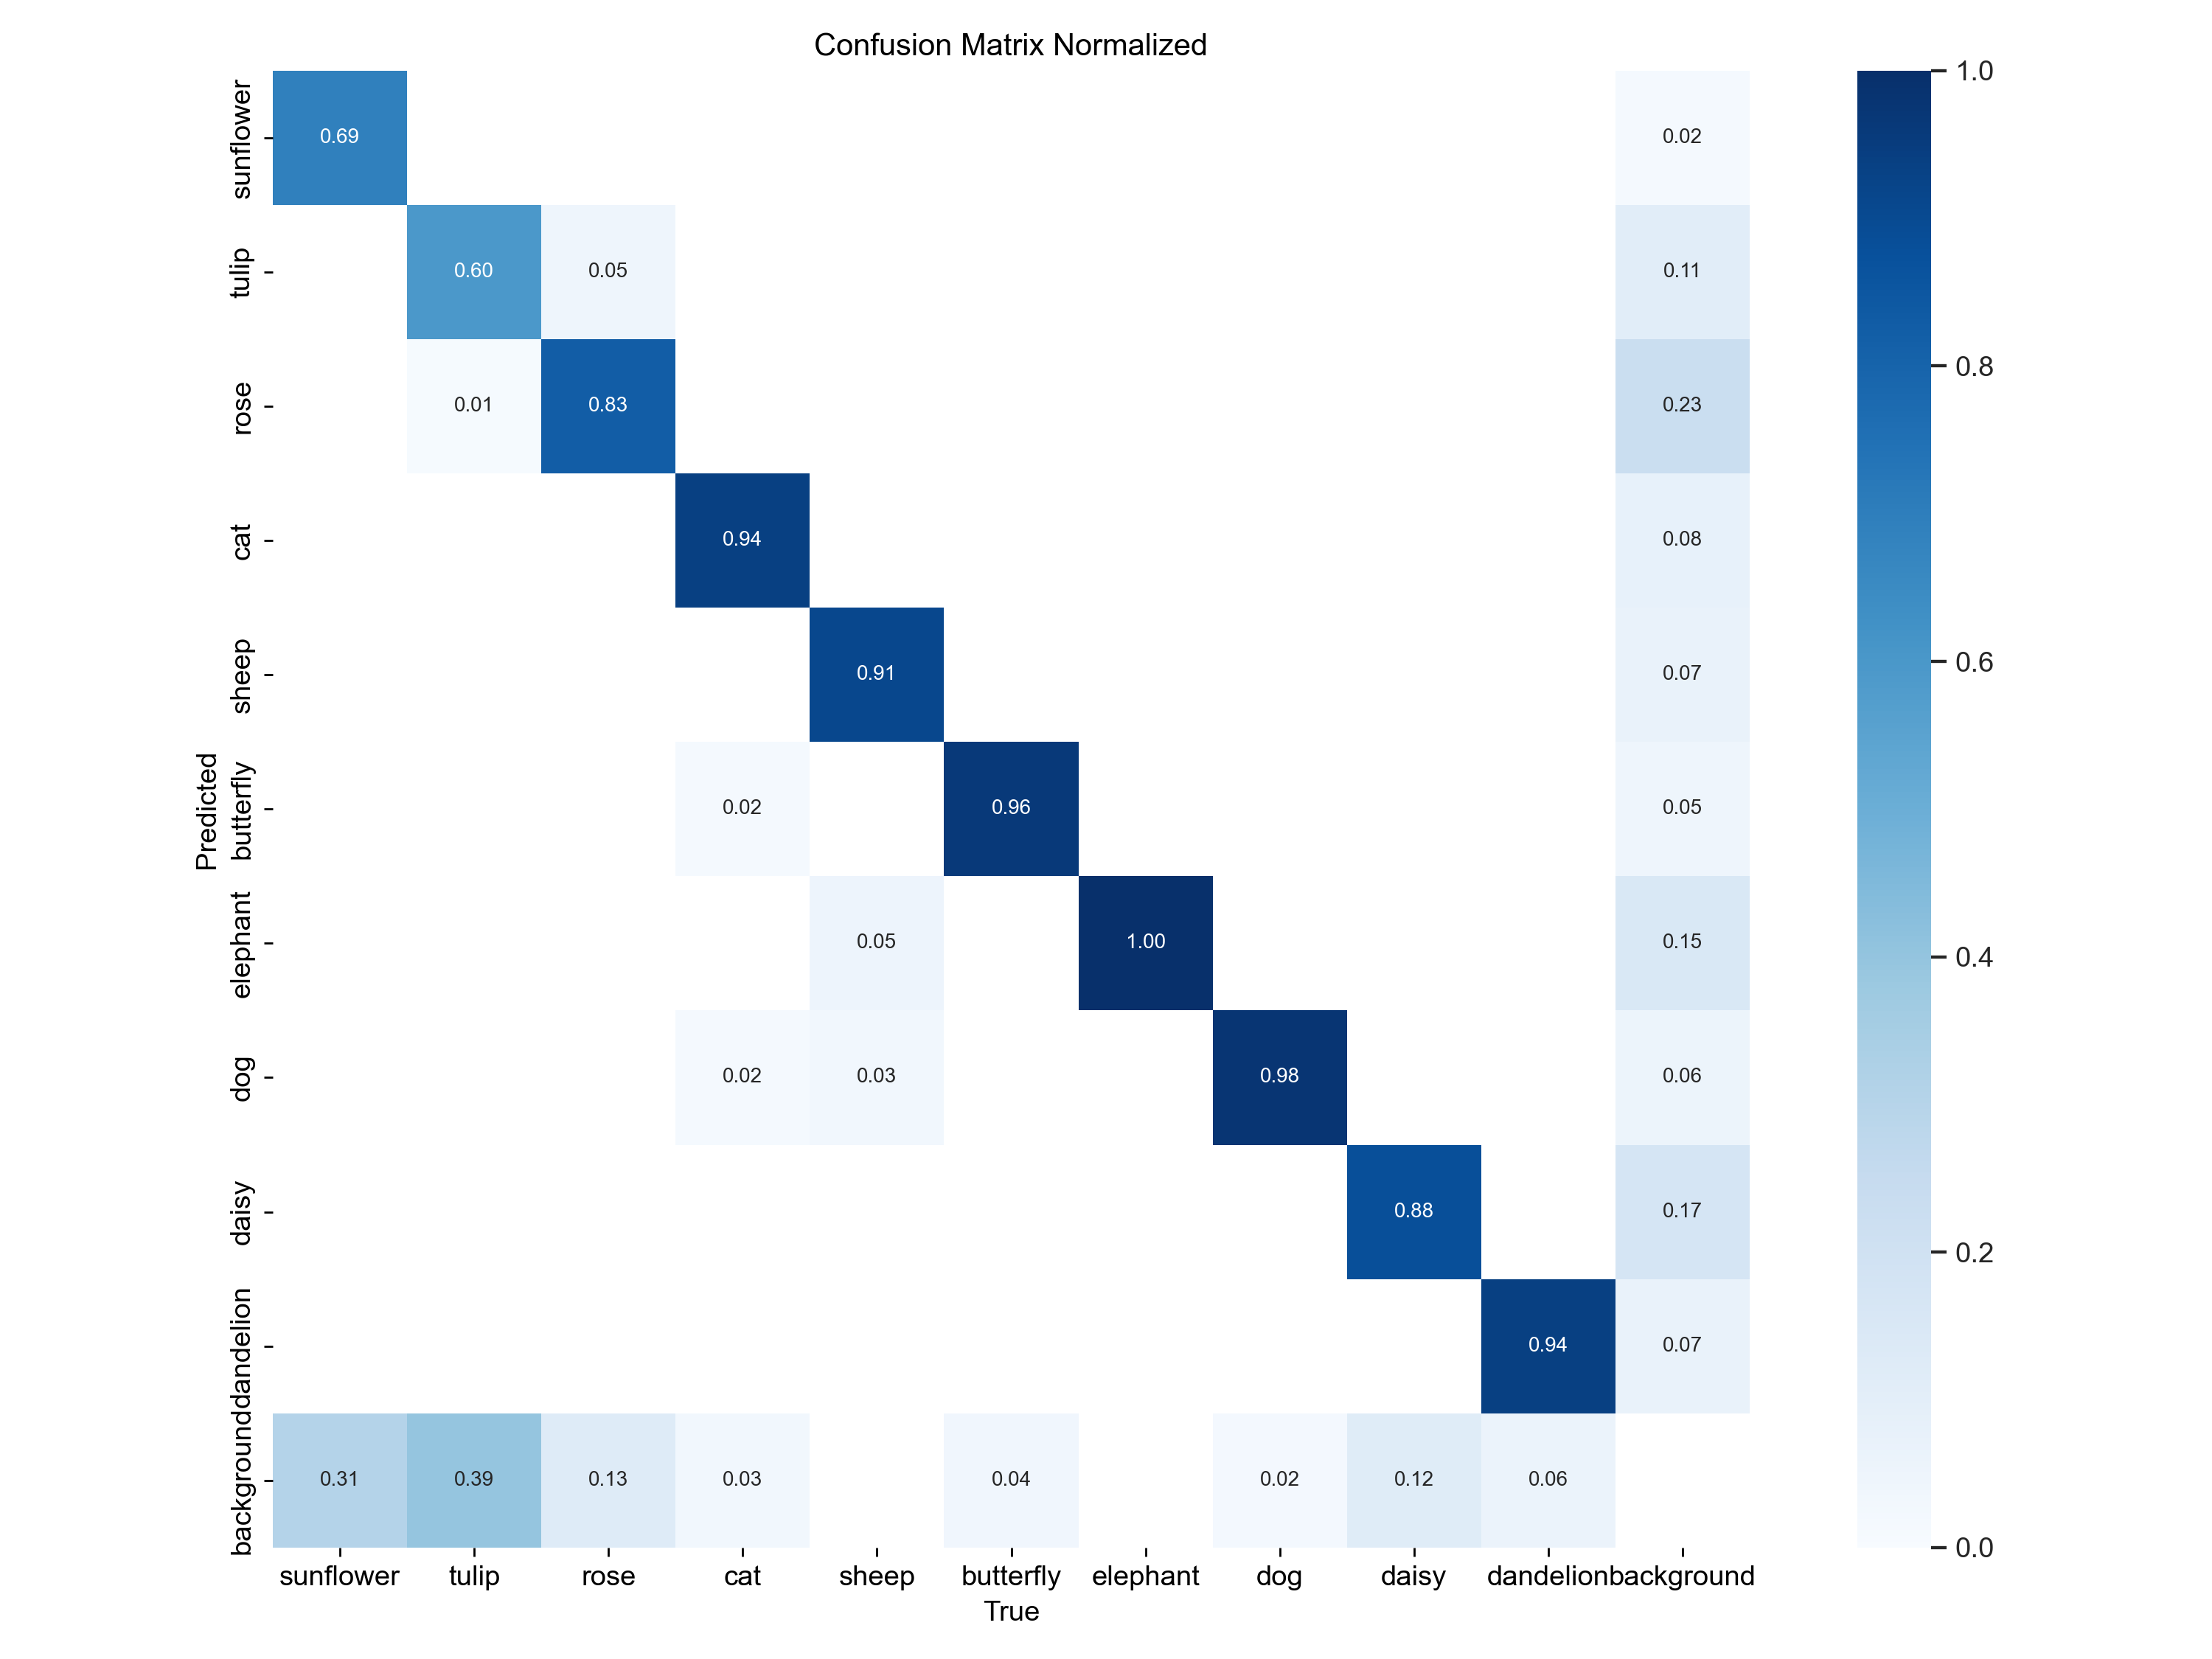 Confusion Matrix Normalized
sunflower 0.69 0.02 1.0
tulip 0.60 0.05 0.11
rose 0.01 0.83 0.23 0.8
cat 0.94 0.08
sheep 0.91 0.07 0.6
Predicted
butterfly 0.02 0.96 0.05
elephant 0.05 1.00 0.15 0.4
dog 0.02 0.03 0.98 0.06
daisy 0.88 0.17 0.2
dandelion 0.94 0.07
background 0.31 0.39 0.13 0.03 0.04 0.02 0.12 0.06 0.0
sunflower tulip rose cat sheep butterfly elephant dog daisy dandelion background
True